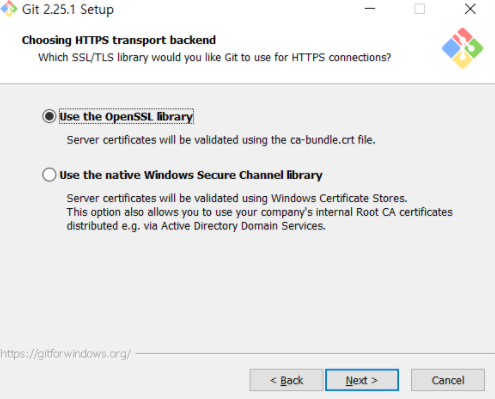 Git 2.25.1 Setup
Choosing HTTPS transport backend
Which SSL/TLS library would you like Git to use for HTTPS connections?
Use the OpenSSL library
Server certificates will be validated using the ca-bundle.crt file.
Use the native Windows Secure Channel library
Server certificates will be validated using Windows Certificate Stores.
This option also allows you to use your company's internal Root CA certificates
distributed e.g. via Active Directory Domain Services.
https://gitforwindows.org/
< Back Next > Cancel